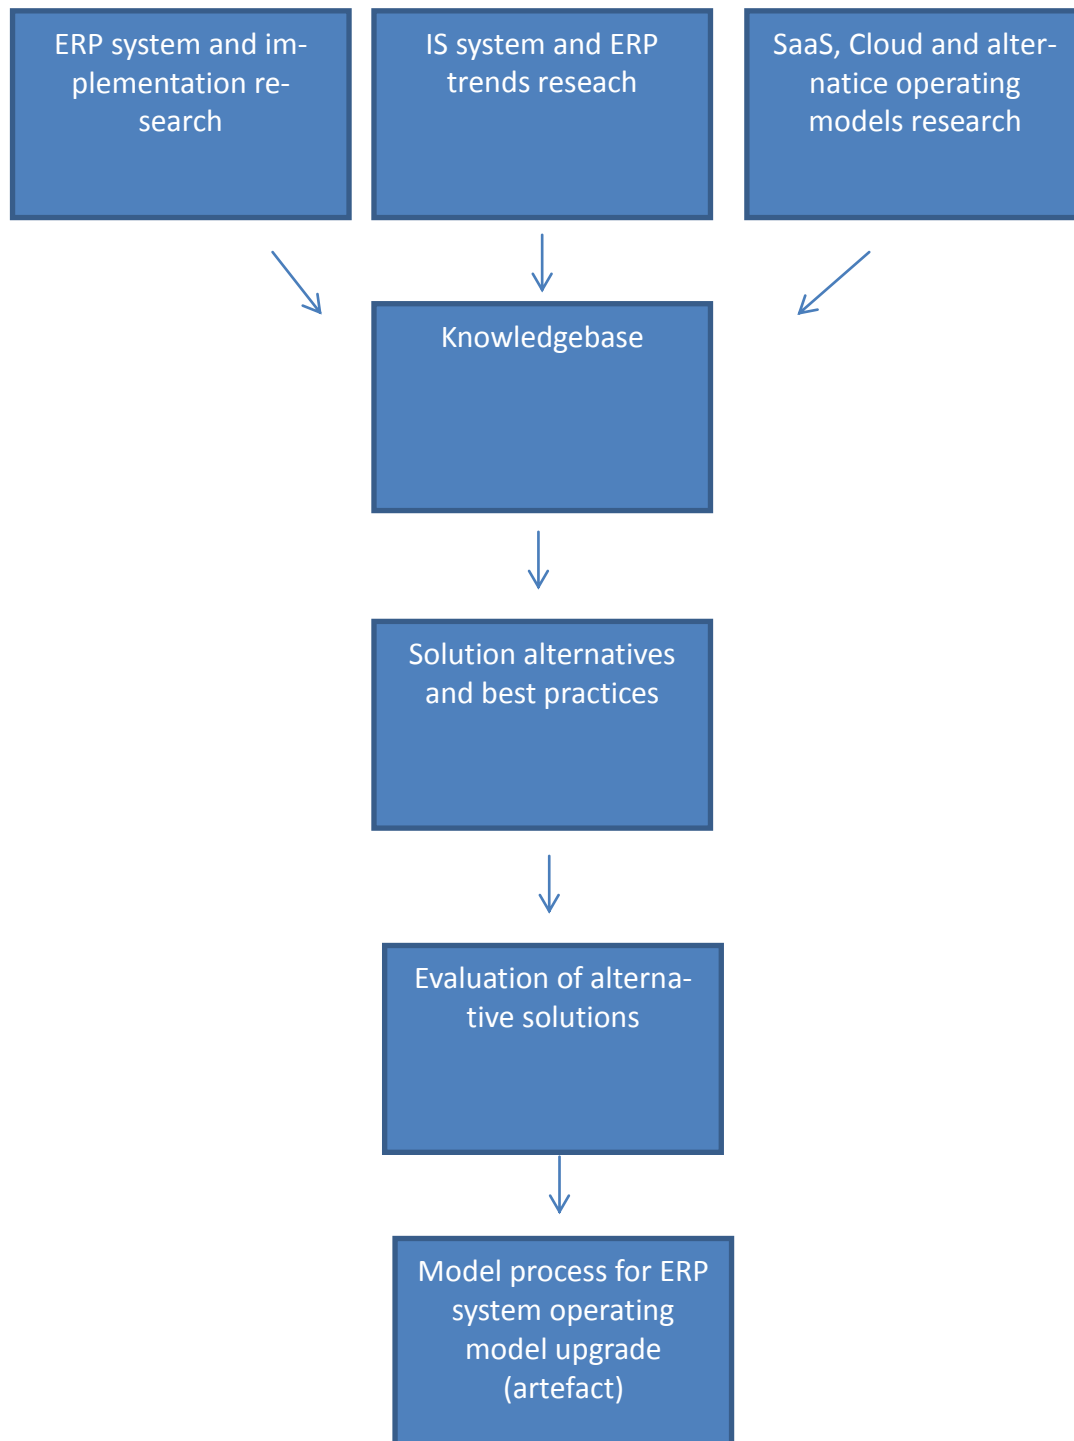 ERP system and im-
plementation re-
search
IS system and ERP
trends reseach
SaaS, Cloud and alter-
natice operating
models research
Knowledgebase
Solution alternatives
and best practices
Evaluation of alterna-
tive solutions
Model process for ERP
system operating
model upgrade
(artefact)